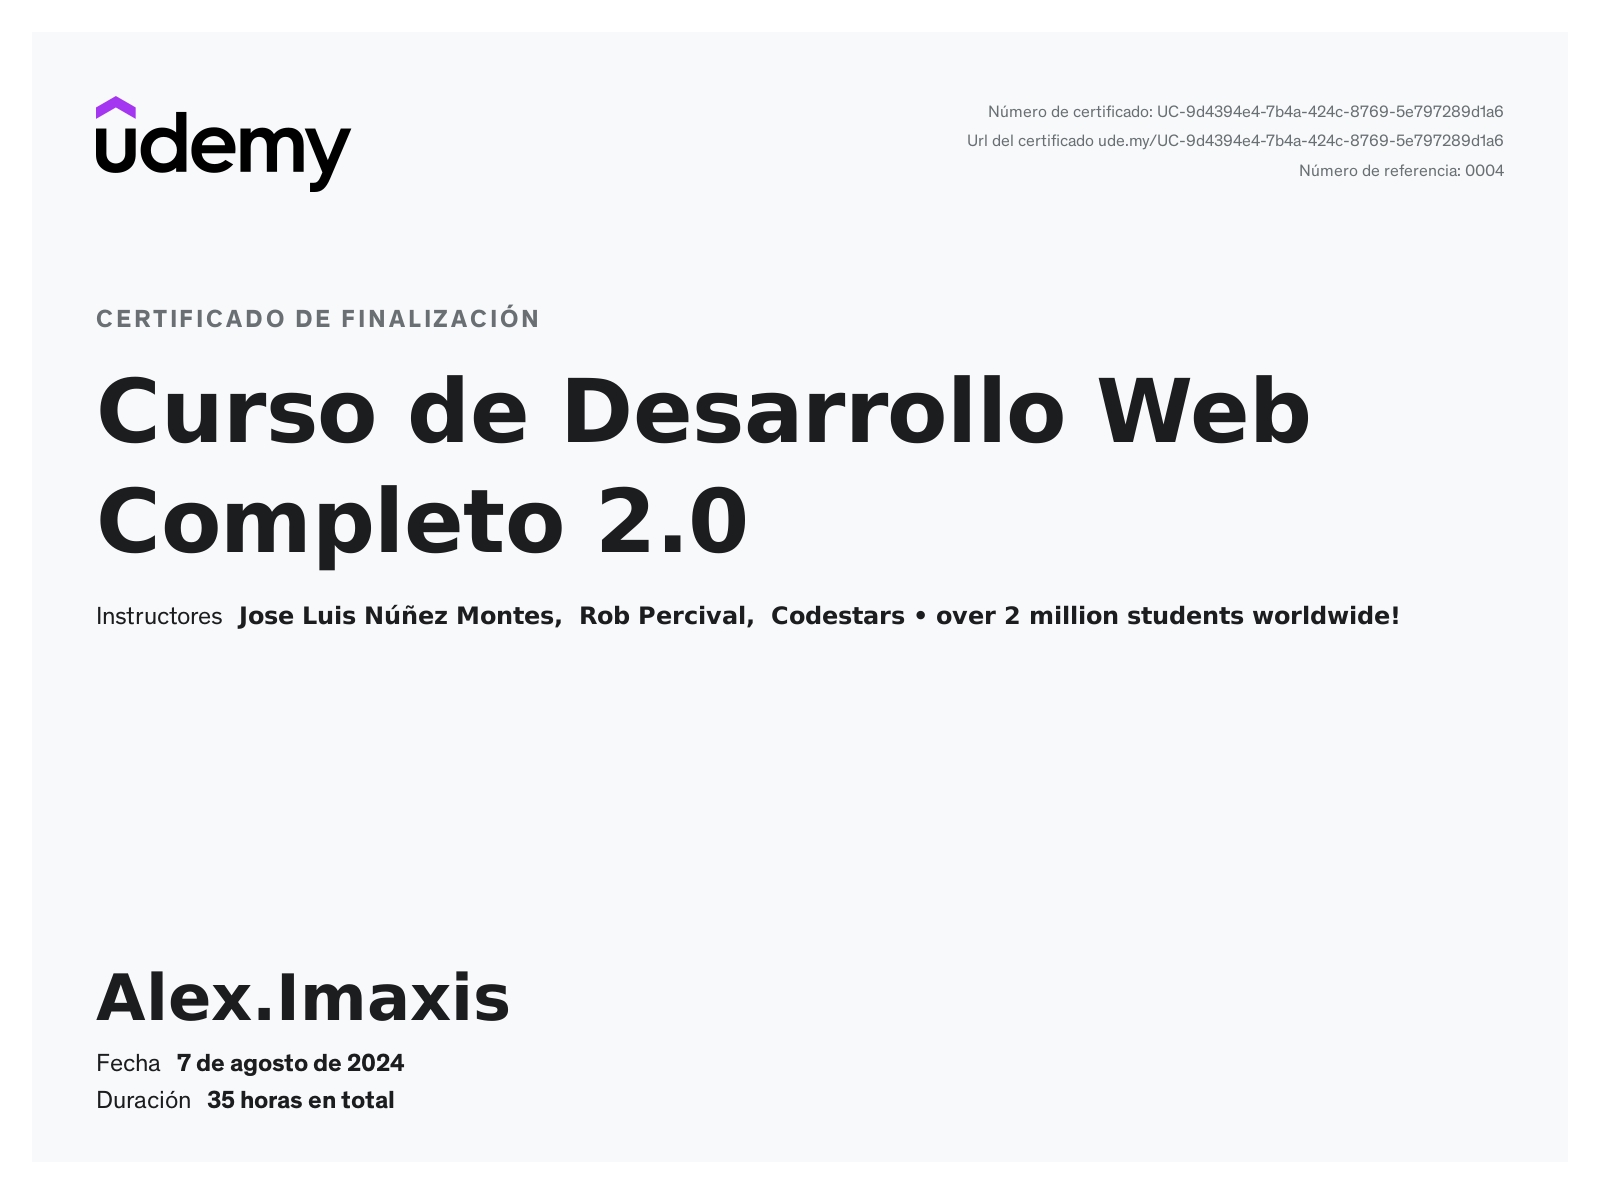 udemy
Número de certificado: UC-9d4394e4-7b4a-424c-8769-5e797289d1a6
Url del certificado ude.my/UC-9d4394e4-7b4a-424c-8769-5e797289d1a6
Número de referencia: 0004
CERTIFICADO DE FINALIZACIÓN
Curso de Desarrollo Web
Completo 2.0
Instructores Jose Luis Núñez Montes, Rob Percival, Codestars • over 2 million students worldwide!
Alex.Imaxis
Fecha 7 de agosto de 2024
Duración 35 horas en total